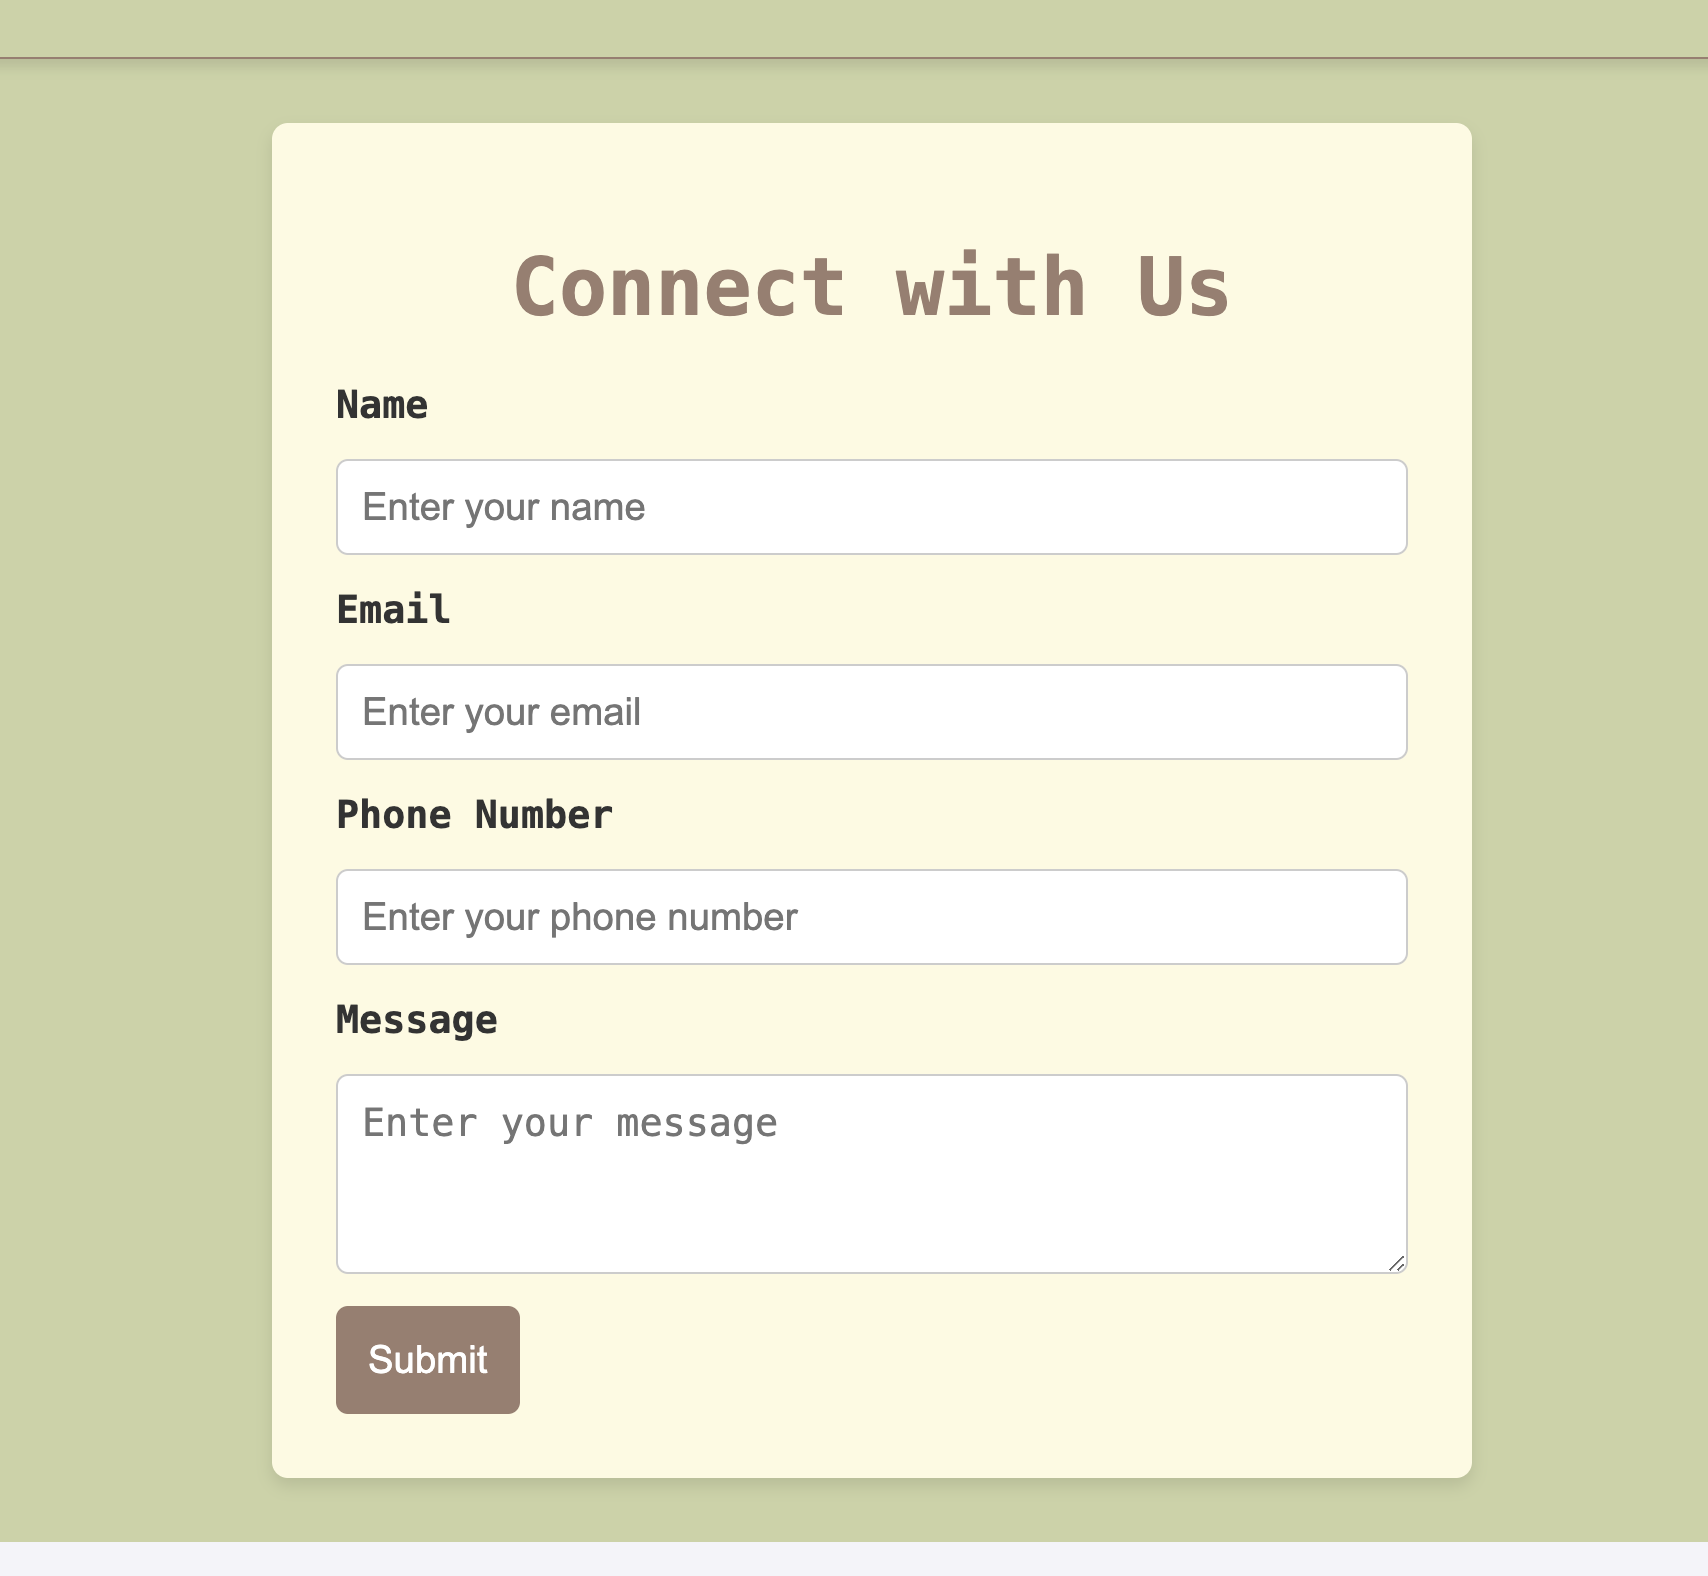 Connect with Us
Name
Enter your name
Email
Enter your email
Phone Number
Enter your phone number
Message
Enter your message
Submit